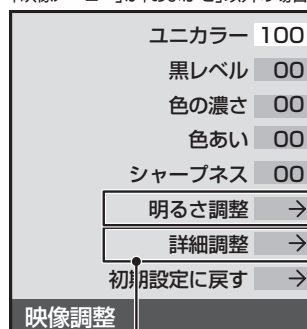 ユニカラー 100
黒レベル 00
色の濃さ 00
色あい 00
シャープネス 00
明るさ調整 →
詳細調整 →
初期設定に戻す →
映像調整